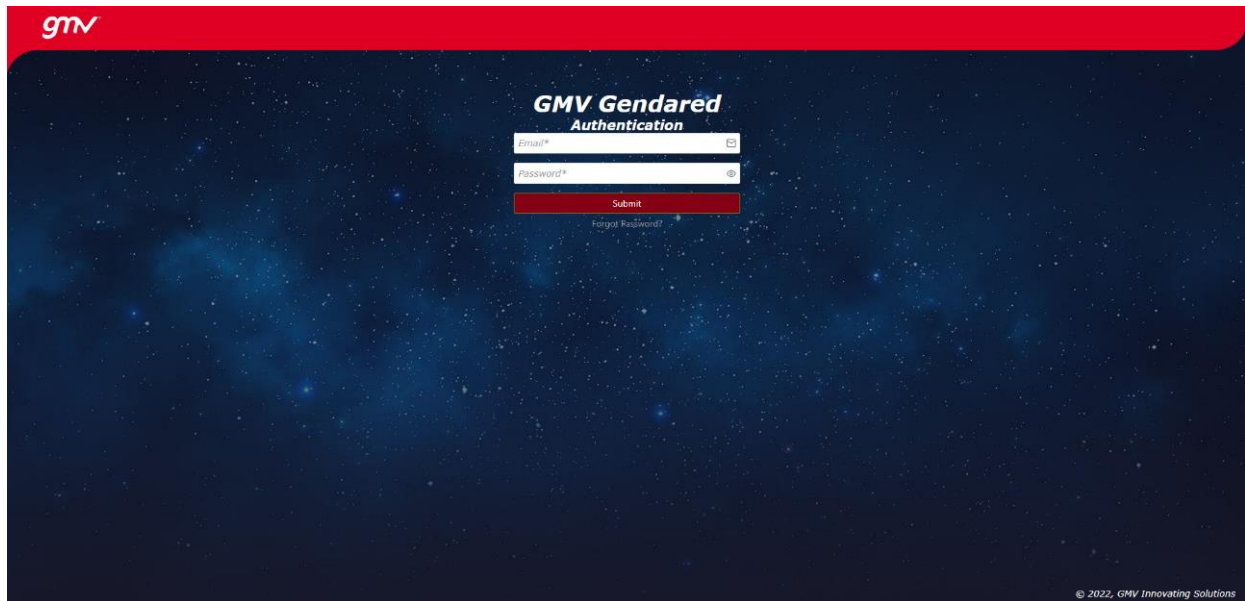 gmv
GMV Gendared
Authentication
Email*
Password*
Submit
Forgot Password?
© 2022, GMV Innovating Solutions